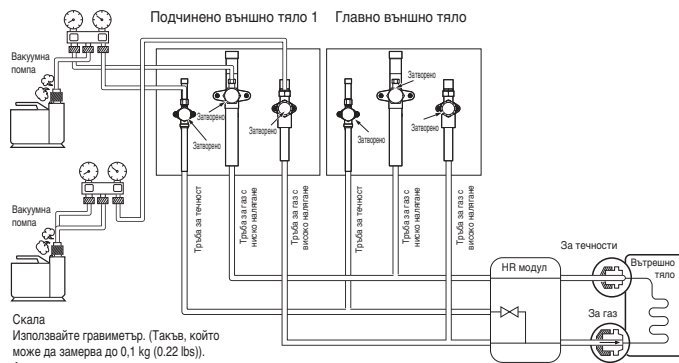 Подчинено външно тяло 1
Главно външно тяло
Вакуумна
помпа
Затворено
Затворено
Затворено
Затворено
Затворено
Затворено
Вакуумна
помпа
Тръба за течност
Тръба за газ с
ниско налягане
Тръба за газ с
високо налягане
Тръба за течност
Тръба за газ с
ниско налягане
Тръба за газ с
високо налягане
За течности
HR модул
Вътрешно
тяло
За газ
Скала
Използвайте гравиметър. (Такъв, който
може да замерва до 0,1 kg (0.22 lbs)).